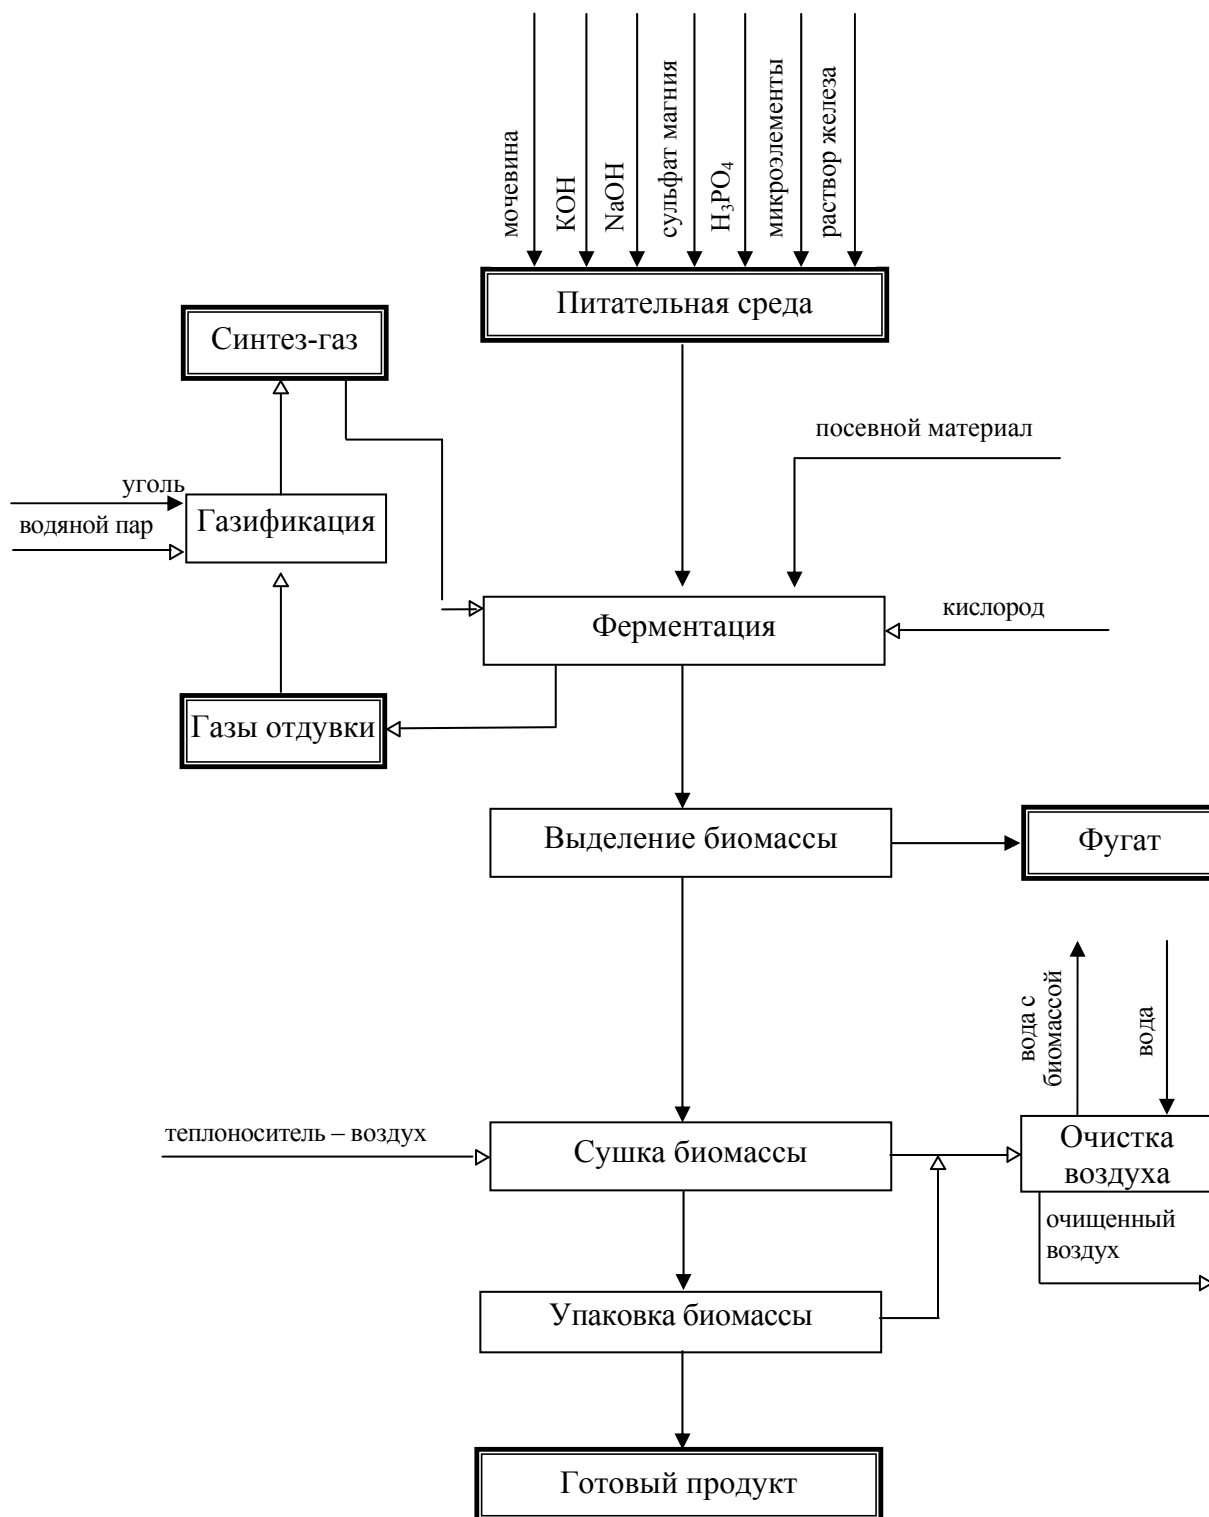 мочевина
КОН
NaOH
сульфат магния
H₃PO₄
микроэлементы
раствор железа
Питательная среда
Синтез-газ
посевной материал
уголь
водяной пар
Газификация
кислород
Ферментация
Газы отдувки
Выделение биомассы
Фугат
вода с
биомассой
вода
теплоноситель – воздух
Сушка биомассы
Очистка
воздуха
очищенный
воздух
Упаковка биомассы
Готовый продукт